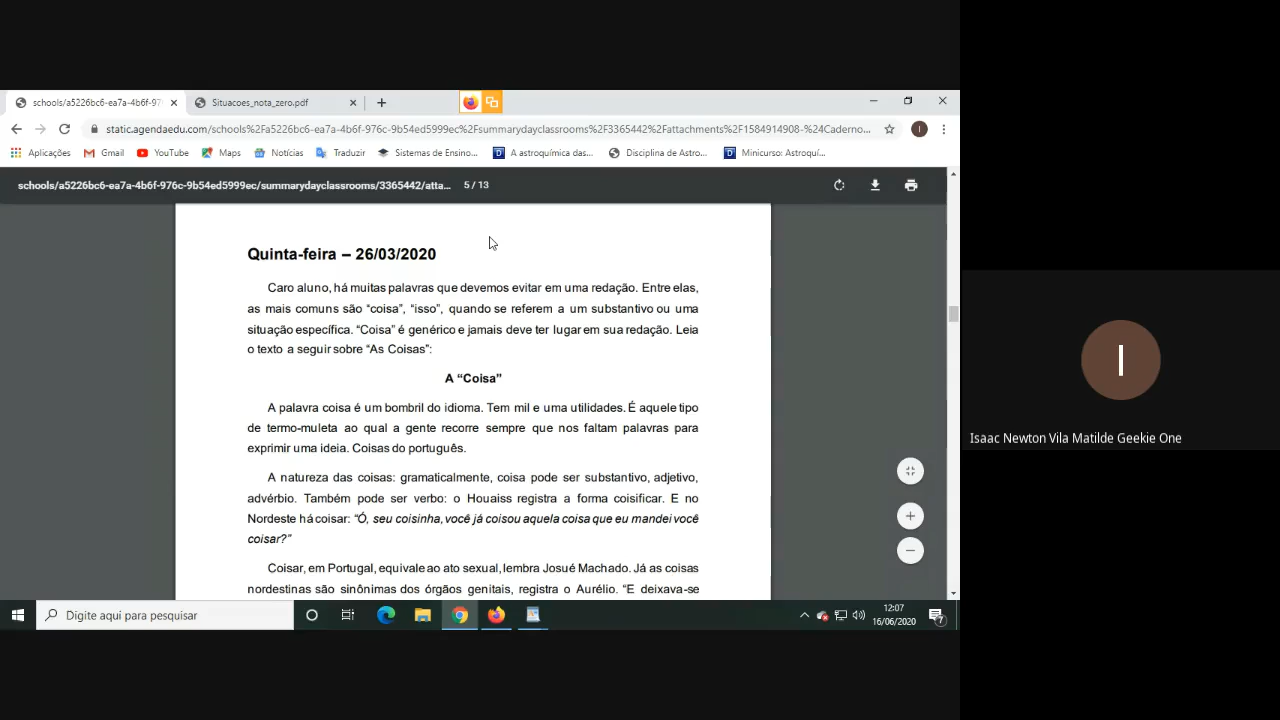 schools/a5226bc6-ea7a-4b6f-97
Situacoes_nota_zero.pdf
static.agendaedu.com/schools%2Fa5226bc6-ea7a-4b6f-976c-9b54ed5999ec%2Fsummarydayclassrooms%2F3365442%2Fattachments%2F1584914908-%24Caderno...
Aplicações
Gmail
YouTube
Maps
Notícias
Traduzir
Sistemas de Ensino...
A astroquímica das...
Disciplina de Astro...
Minicurso: Astroquí...
schools/a5226bc6-ea7a-4b6f-976c-9b54ed5999ec/summarydayclassrooms/3365442/atta...
5 / 13
Quinta-feira – 26/03/2020
Caro aluno, há muitas palavras que devemos evitar em uma redação. Entre elas,
as mais comuns são “coisa”, “isso”, quando se referem a um substantivo ou uma
situação específica. “Coisa” é genérico e jamais deve ter lugar em sua redação. Leia
o texto a seguir sobre “As Coisas”:
A “Coisa”
A palavra coisa é um bombril do idioma. Tem mil e uma utilidades. É aquele tipo
de termo-muleta ao qual a gente recorre sempre que nos faltam palavras para
exprimir uma ideia. Coisas do português.
A natureza das coisas: gramaticalmente, coisa pode ser substantivo, adjetivo,
advérbio. Também pode ser verbo: o Houaiss registra a forma coisificar. E no
Nordeste há coisar: “Ó, seu coisinha, você já coisou aquela coisa que eu mandei você
coisar?”
Coisar, em Portugal, equivale ao ato sexual, lembra Josué Machado. Já as coisas
nordestinas são sinônimas dos órgãos genitais, registra o Aurélio. “E deixava-se
Digite aqui para pesquisar
12:07
16/06/2020
7
I
I
Isaac Newton Vila Matilde Geekie One